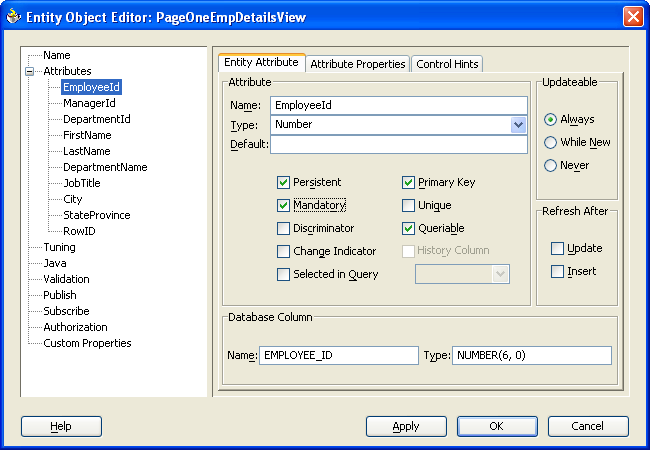 Entity Object Editor: PageOneEmpDetailsView
Name
Attributes
EmployeeId
ManagerId
DepartmentId
FirstName
LastName
DepartmentName
JobTitle
City
StateProvince
RowID
Tuning
Java
Validation
Publish
Subscribe
Authorization
Custom Properties
Entity Attribute Attribute Properties Control Hints
Attribute
Name: EmployeeId
Type: Number
Default:
Persistent Primary Key
Mandatory Unique
Discriminator Queriable
Change Indicator History Column
Selected in Query
Updateable
Always
While New
Never
Refresh After
Update
Insert
Database Column
Name: EMPLOYEE_ID Type: NUMBER(6, 0)
Help Apply OK Cancel